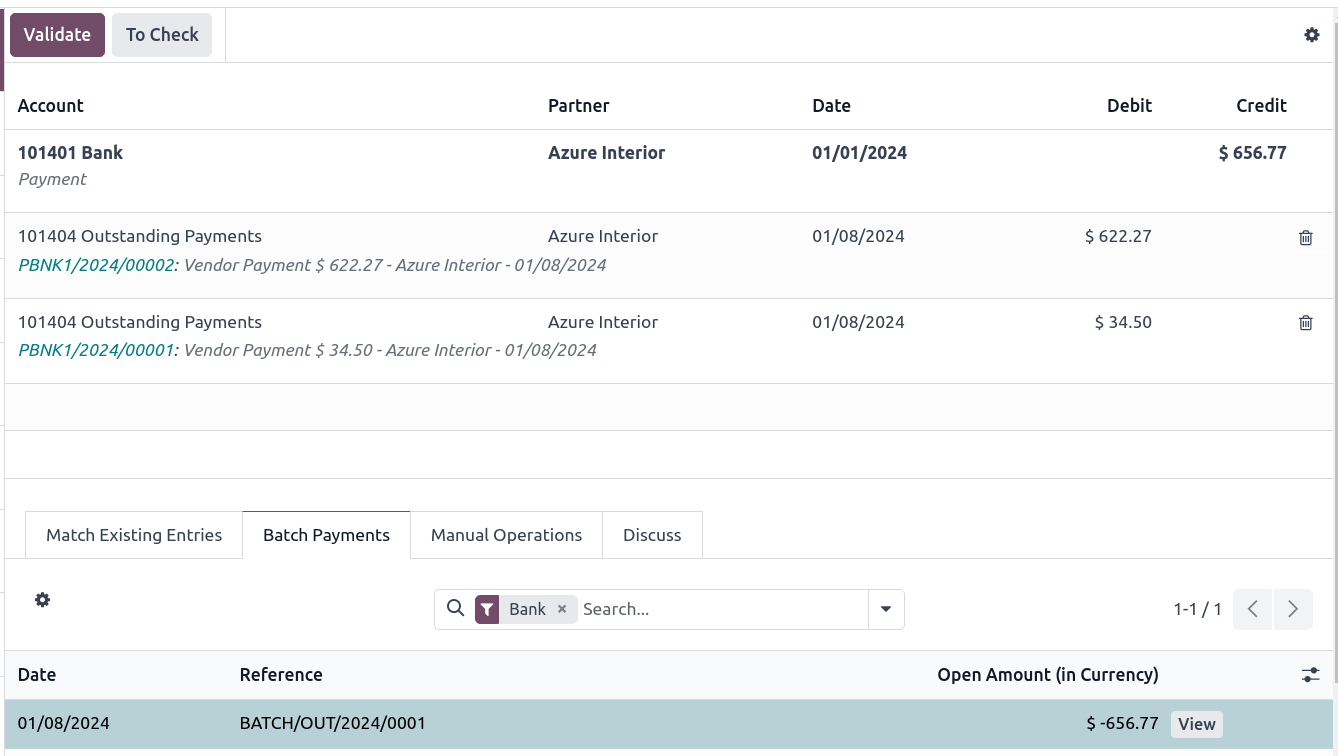 Validate To Check
Account Partner Date Debit Credit
101401 Bank Azure Interior 01/01/2024 $ 656.77
Payment
101404 Outstanding Payments Azure Interior 01/08/2024 $ 622.27
PBNK1/2024/00002: Vendor Payment $ 622.27 - Azure Interior - 01/08/2024
101404 Outstanding Payments Azure Interior 01/08/2024 $ 34.50
PBNK1/2024/00001: Vendor Payment $ 34.50 - Azure Interior - 01/08/2024
Match Existing Entries Batch Payments Manual Operations Discuss
Bank × Search... 1-1 / 1
Date Reference Open Amount (in Currency)
01/08/2024 BATCH/OUT/2024/0001 $ -656.77 View